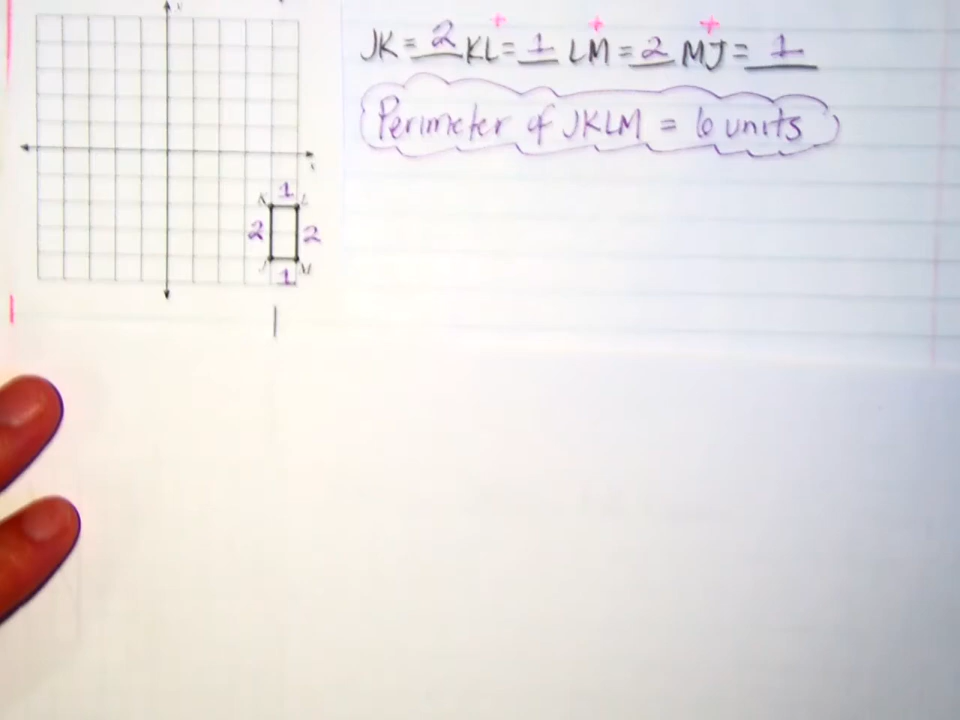 + + +
JK = 2 KL = 1 LM = 2 MJ = 1
Perimeter of JKLM = 6 units
1
K L
2 2
J M
1